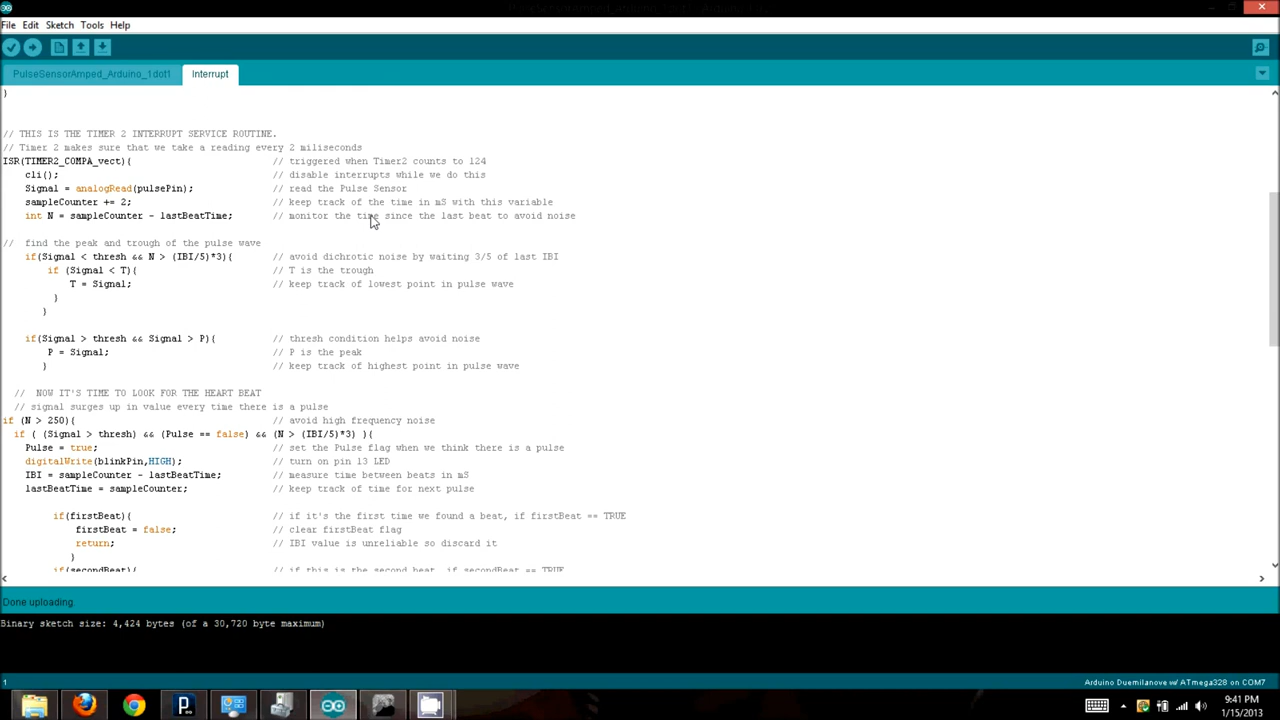 File Edit Sketch Tools Help
PulseSensorAmped_Arduino_1dot1 Interrupt
}
// THIS IS THE TIMER 2 INTERRUPT SERVICE ROUTINE.
// Timer 2 makes sure that we take a reading every 2 miliseconds
ISR(TIMER2_COMPA_vect){ // triggered when Timer2 counts to 124
cli(); // disable interrupts while we do this
Signal = analogRead(pulsePin); // read the Pulse Sensor
sampleCounter += 2; // keep track of the time in mS with this variable
int N = sampleCounter - lastBeatTime; // monitor the time since the last beat to avoid noise
// find the peak and trough of the pulse wave
if(Signal < thresh && N > (IBI/5)*3){ // avoid dichrotic noise by waiting 3/5 of last IBI
if (Signal < T){ // T is the trough
T = Signal; // keep track of lowest point in pulse wave
}
}
if(Signal > thresh && Signal > P){ // thresh condition helps avoid noise
P = Signal; // P is the peak
} // keep track of highest point in pulse wave
// NOW IT'S TIME TO LOOK FOR THE HEART BEAT
// signal surges up in value every time there is a pulse
if (N > 250){ // avoid high frequency noise
if ( (Signal > thresh) && (Pulse == false) && (N > (IBI/5)*3) ){
Pulse = true; // set the Pulse flag when we think there is a pulse
digitalWrite(blinkPin,HIGH); // turn on pin 13 LED
IBI = sampleCounter - lastBeatTime; // measure time between beats in mS
lastBeatTime = sampleCounter; // keep track of time for next pulse
if(firstBeat){ // if it's the first time we found a beat, if firstBeat == TRUE
firstBeat = false; // clear firstBeat flag
return; // IBI value is unreliable so discard it
}
if(secondBeat){ // if this is the second beat, if secondBeat == TRUE
Done uploading.
Binary sketch size: 4,424 bytes (of a 30,720 byte maximum)
1 Arduino Duemilanove w/ ATmega328 on COM7
9:41 PM
1/15/2013